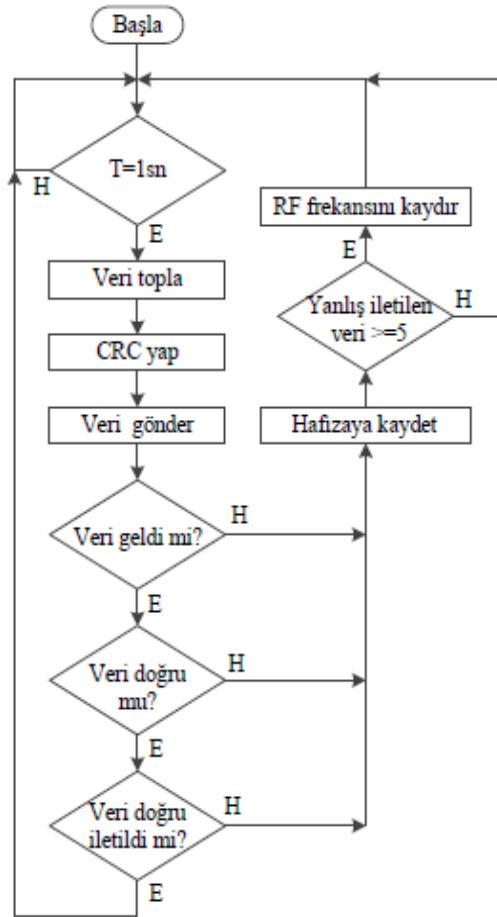 Başla
T=1sn
H
E
Veri topla
CRC yap
Veri gönder
Veri geldi mi?
H
E
Veri doğru
mu?
H
E
Veri doğru
iletildi mi?
H
E
RF frekansını kaydır
E
Yanlış iletilen
veri >=5
H
Hafızaya kaydet